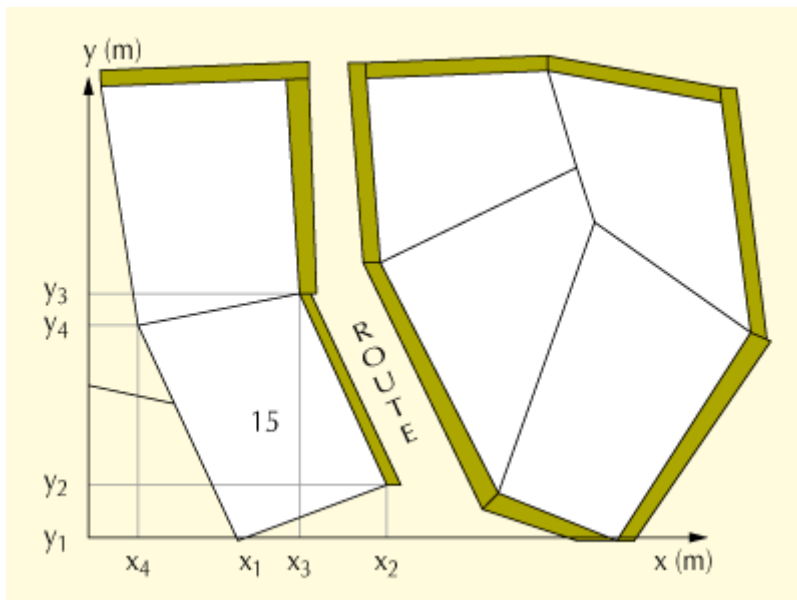 y (m)
y₃
y₄
ROUTE
15
y₂
y₁
x₄
x₁
x₃
x₂
x (m)